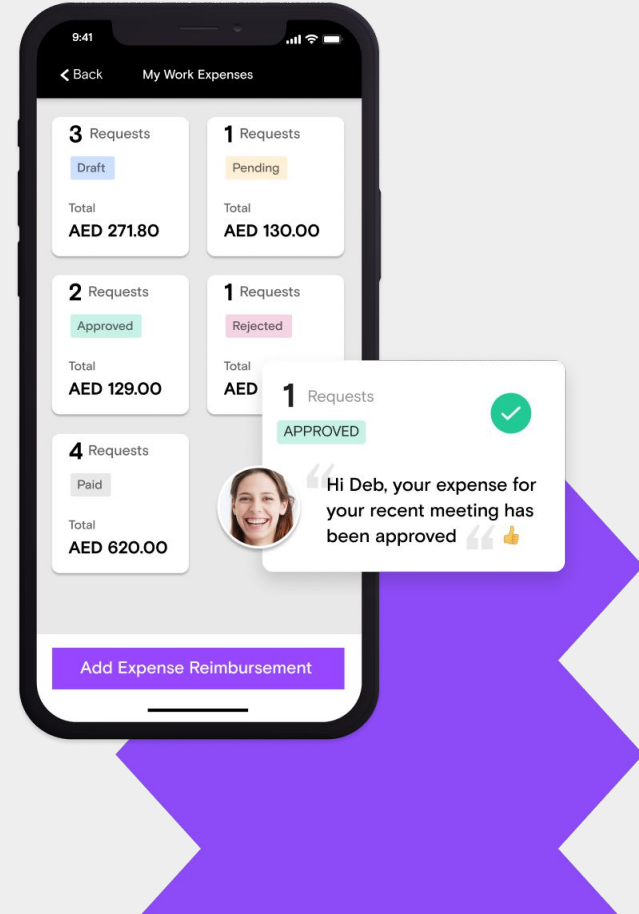 9:41
Back My Work Expenses
3 Requests
Draft
Total
AED 271.80
1 Requests
Pending
Total
AED 130.00
2 Requests
Approved
Total
AED 129.00
1 Requests
Rejected
Total
AED
4 Requests
Paid
Total
AED 620.00
1 Requests
APPROVED
“Hi Deb, your expense for
your recent meeting has
been approved “ 👍
Add Expense Reimbursement